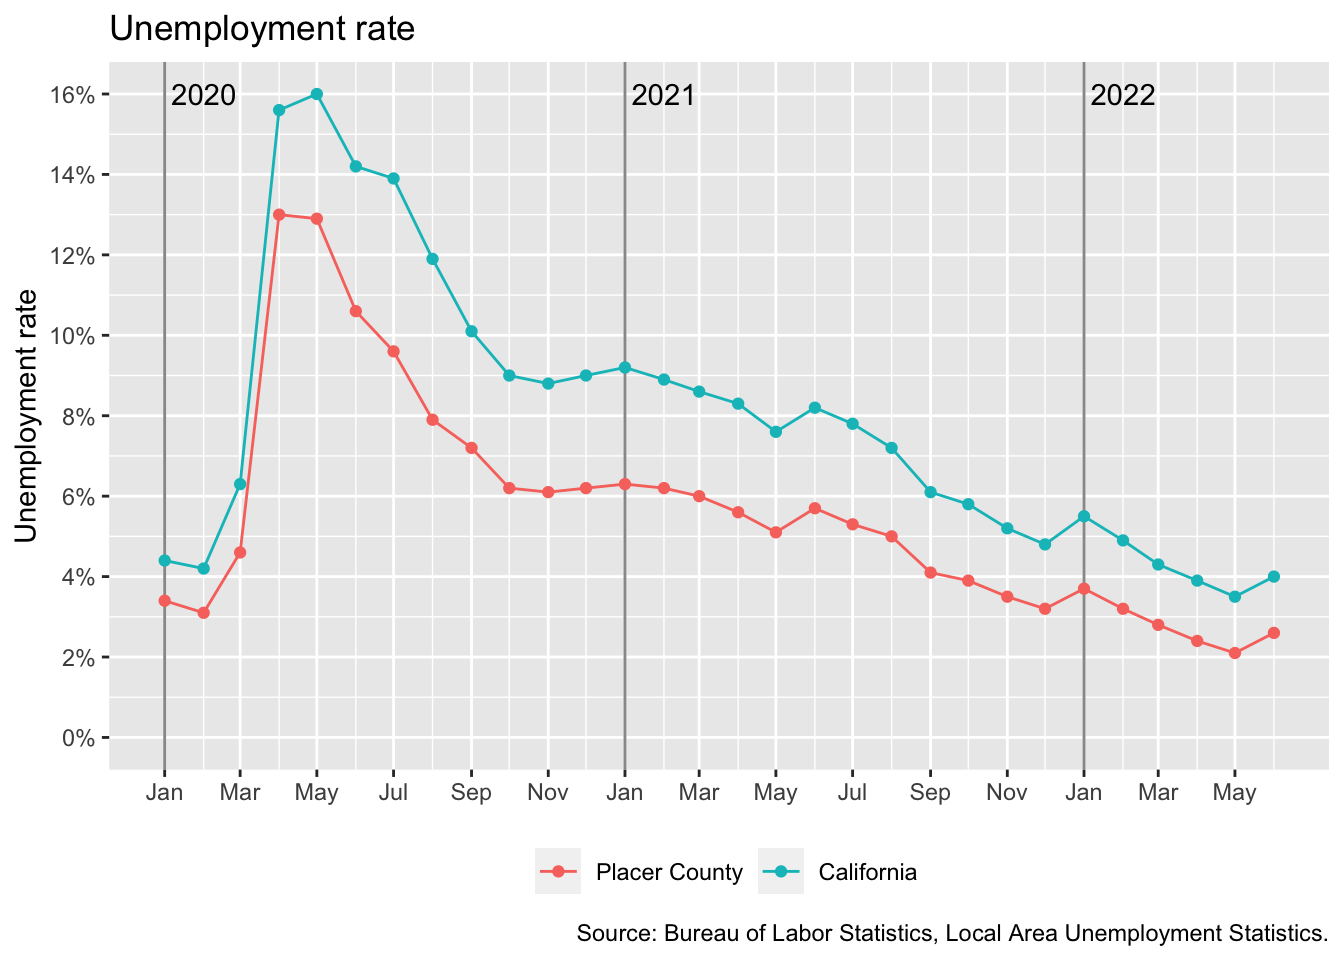 Unemployment rate
2020 2021 2022
Unemployment rate
16%
14%
12%
10%
8%
6%
4%
2%
0%
Jan Mar May Jul Sep Nov Jan Mar May Jul Sep Nov Jan Mar May
Placer County California
Source: Bureau of Labor Statistics, Local Area Unemployment Statistics.